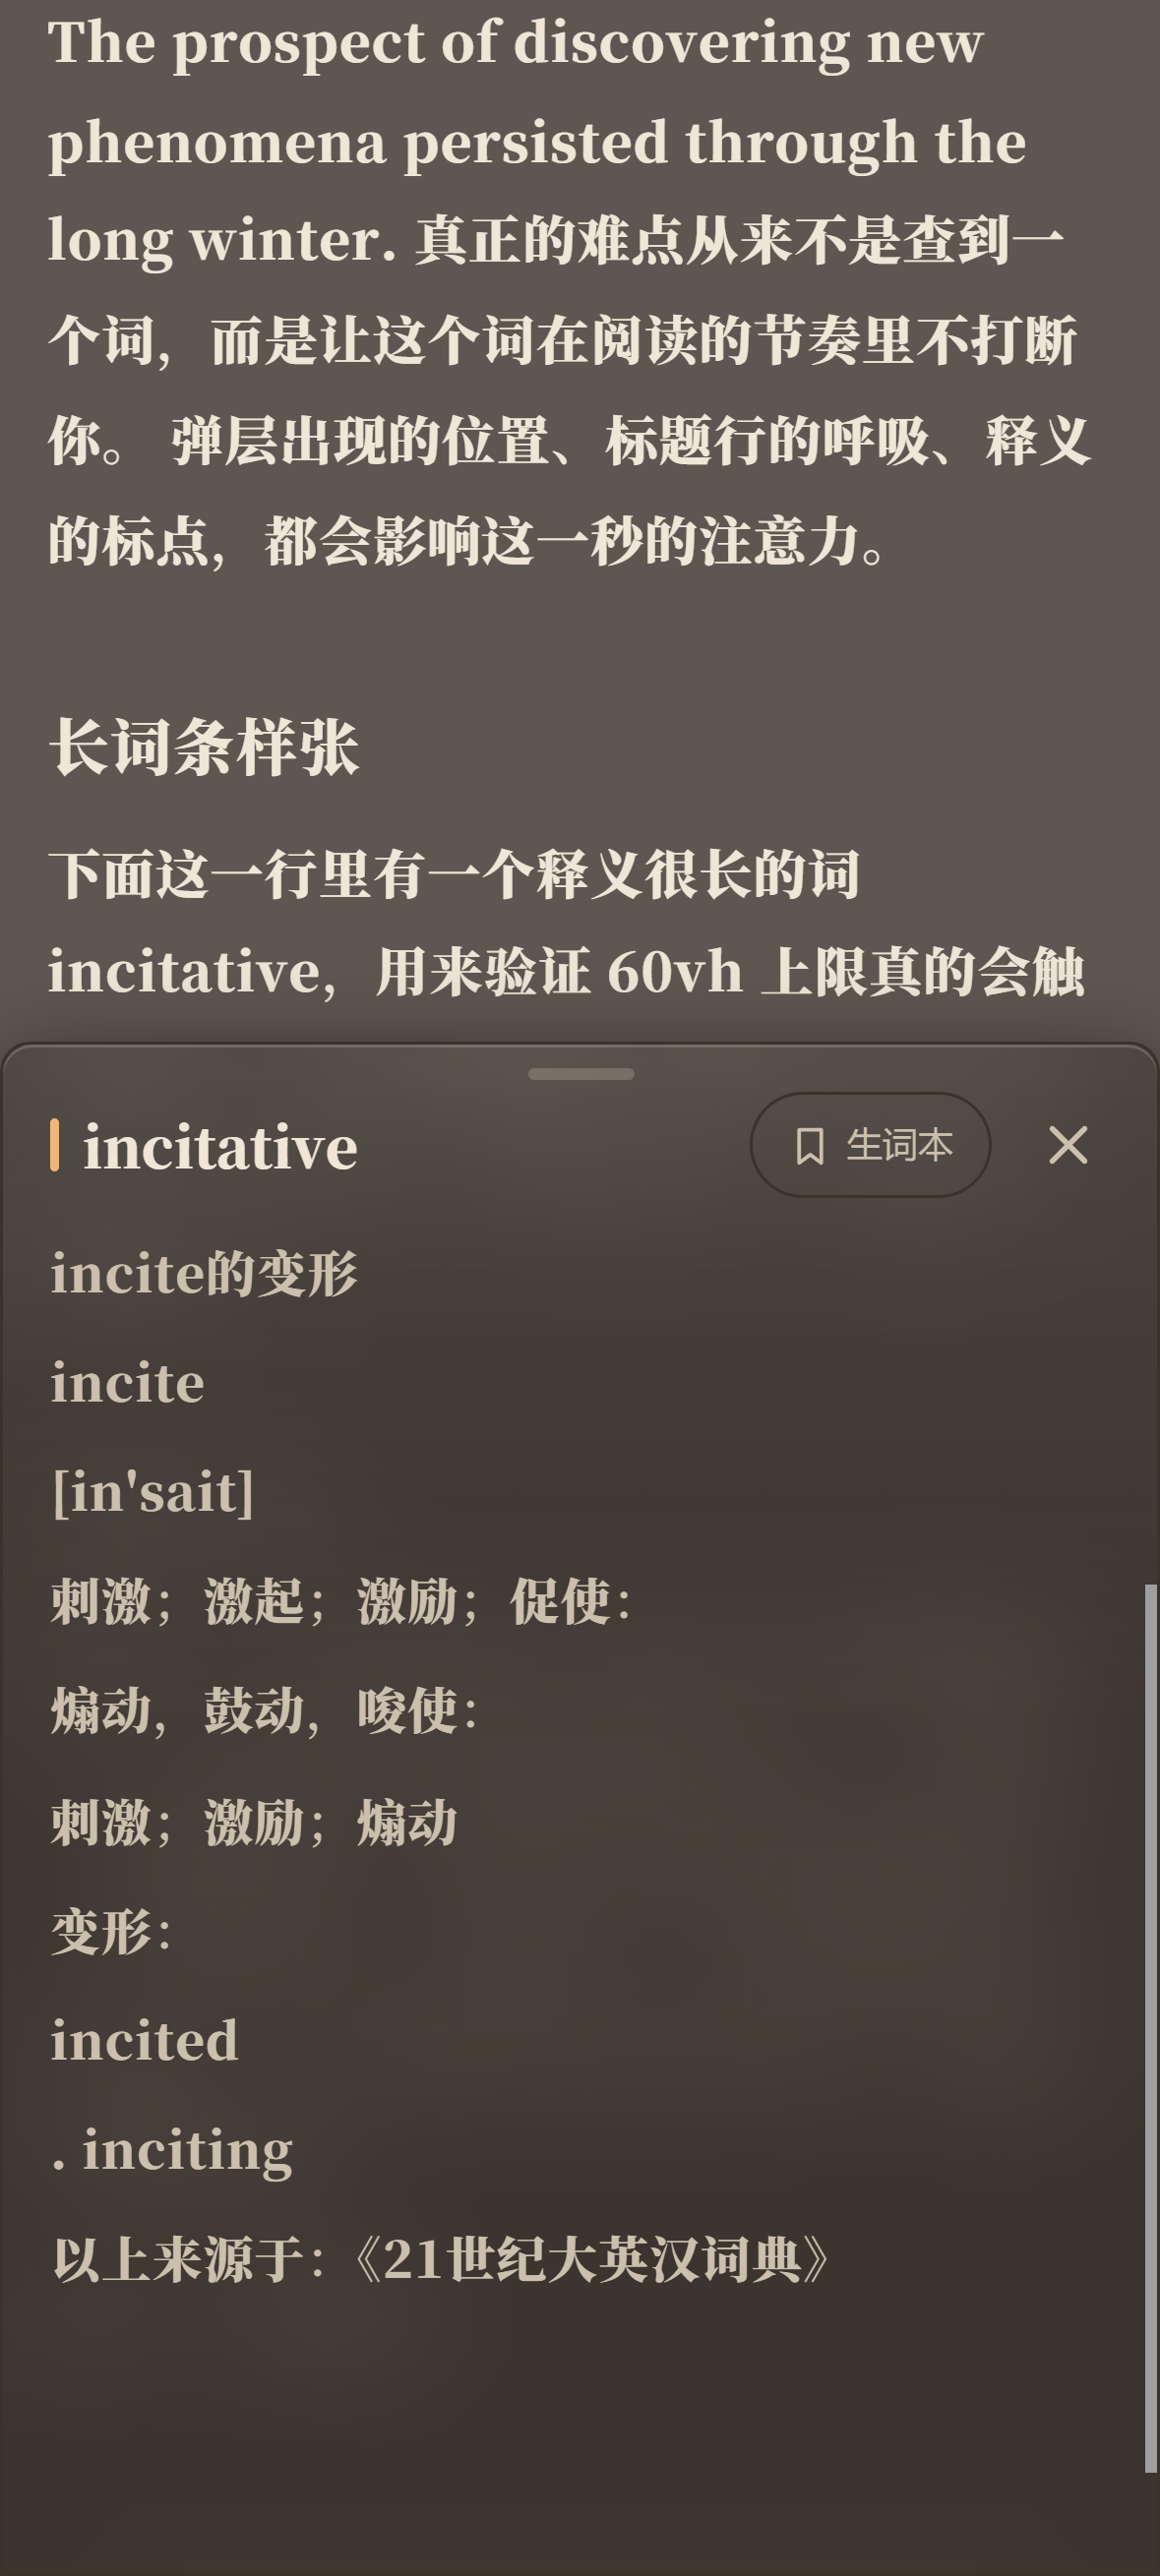 The prospect of discovering new
phenomena persisted through the
long winter. 真正的难点从来不是查到一
个词，而是让这个词在阅读的节奏里不打断
你。 弹层出现的位置、标题行的呼吸、释义
的标点，都会影响这一秒的注意力。
长词条样张
下面这一行里有一个释义很长的词
incitative，用来验证 60vh 上限真的会触
incitative
生词本
incite的变形
incite
[in'sait]
刺激；激起；激励；促使：
煽动，鼓动，唆使：
刺激；激励；煽动
变形：
incited
. inciting
以上来源于：《21世纪大英汉词典》